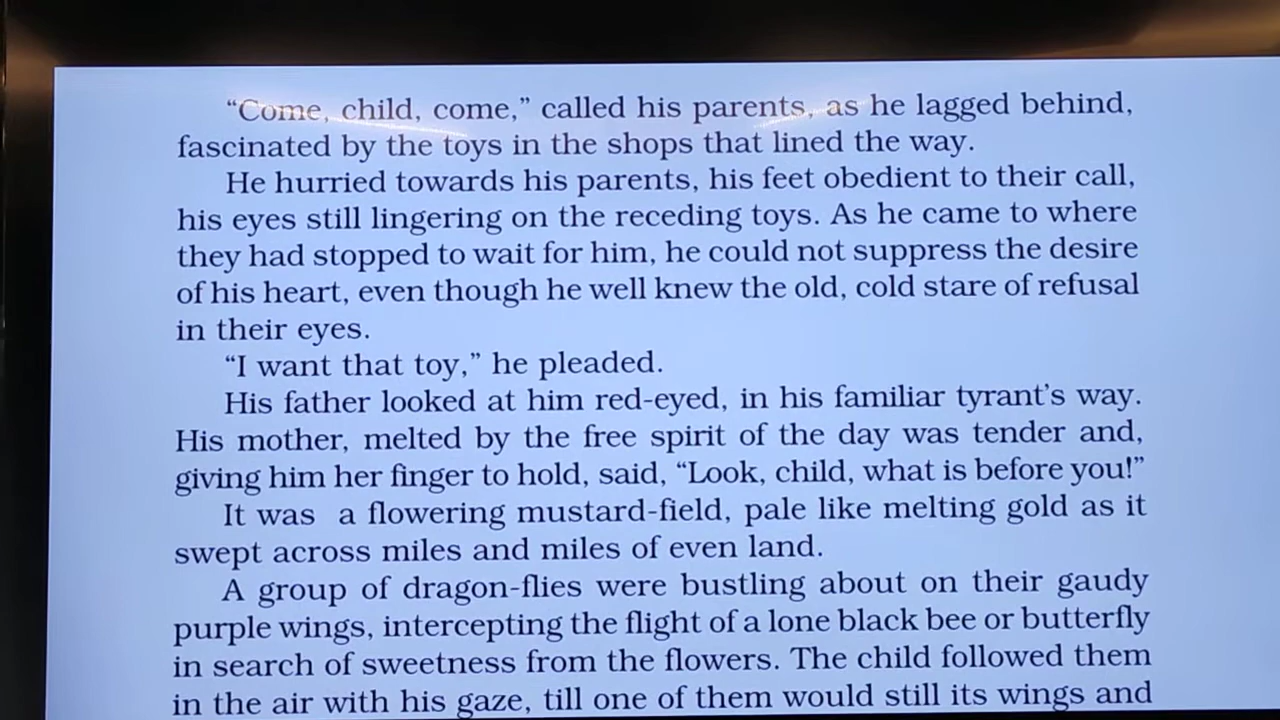 “Come, child, come,” called his parents, as he lagged behind,
fascinated by the toys in the shops that lined the way.
He hurried towards his parents, his feet obedient to their call,
his eyes still lingering on the receding toys. As he came to where
they had stopped to wait for him, he could not suppress the desire
of his heart, even though he well knew the old, cold stare of refusal
in their eyes.
“I want that toy,” he pleaded.
His father looked at him red-eyed, in his familiar tyrant’s way.
His mother, melted by the free spirit of the day was tender and,
giving him her finger to hold, said, “Look, child, what is before you!”
It was a flowering mustard-field, pale like melting gold as it
swept across miles and miles of even land.
A group of dragon-flies were bustling about on their gaudy
purple wings, intercepting the flight of a lone black bee or butterfly
in search of sweetness from the flowers. The child followed them
in the air with his gaze, till one of them would still its wings and